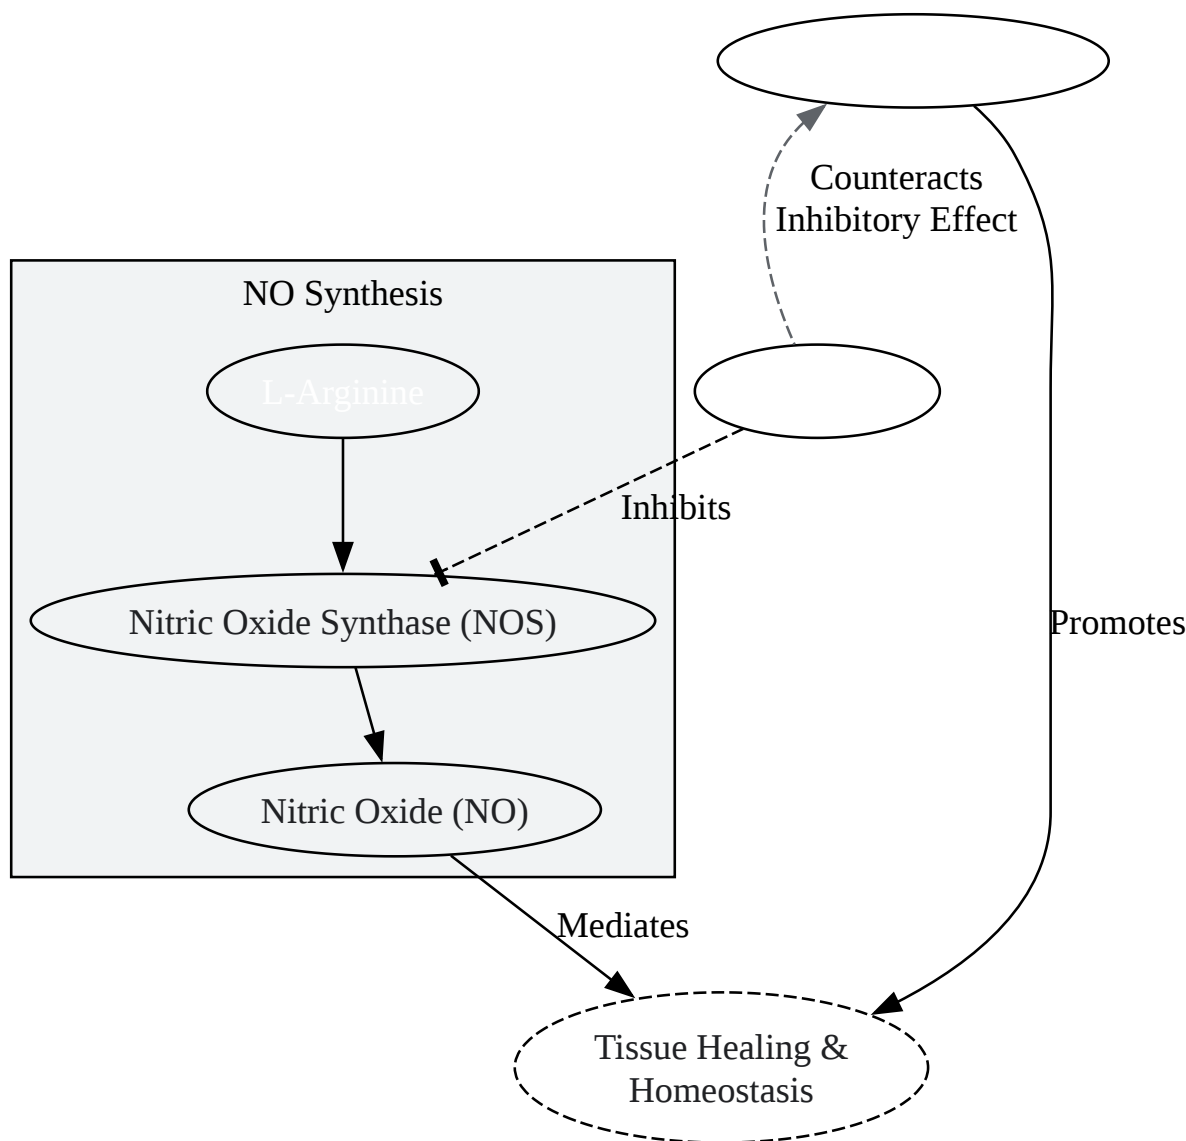 Counteracts
Inhibitory Effect
NO Synthesis
L-Arginine
Inhibits
Nitric Oxide Synthase (NOS)
Promotes
Nitric Oxide (NO)
Mediates
Tissue Healing &
Homeostasis